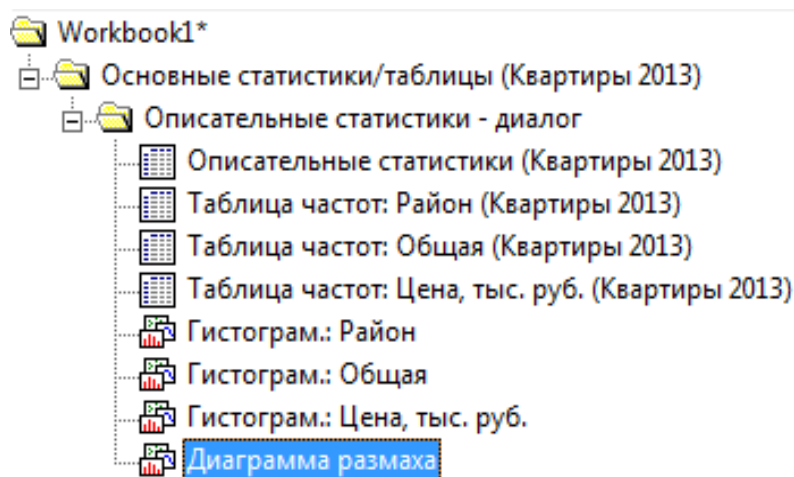 Workbook1*
Основные статистики/таблицы (Квартиры 2013)
Описательные статистики - диалог
Описательные статистики (Квартиры 2013)
Таблица частот: Район (Квартиры 2013)
Таблица частот: Общая (Квартиры 2013)
Таблица частот: Цена, тыс. руб. (Квартиры 2013)
Гистограм.: Район
Гистограм.: Общая
Гистограм.: Цена, тыс. руб.
Диаграмма размаха